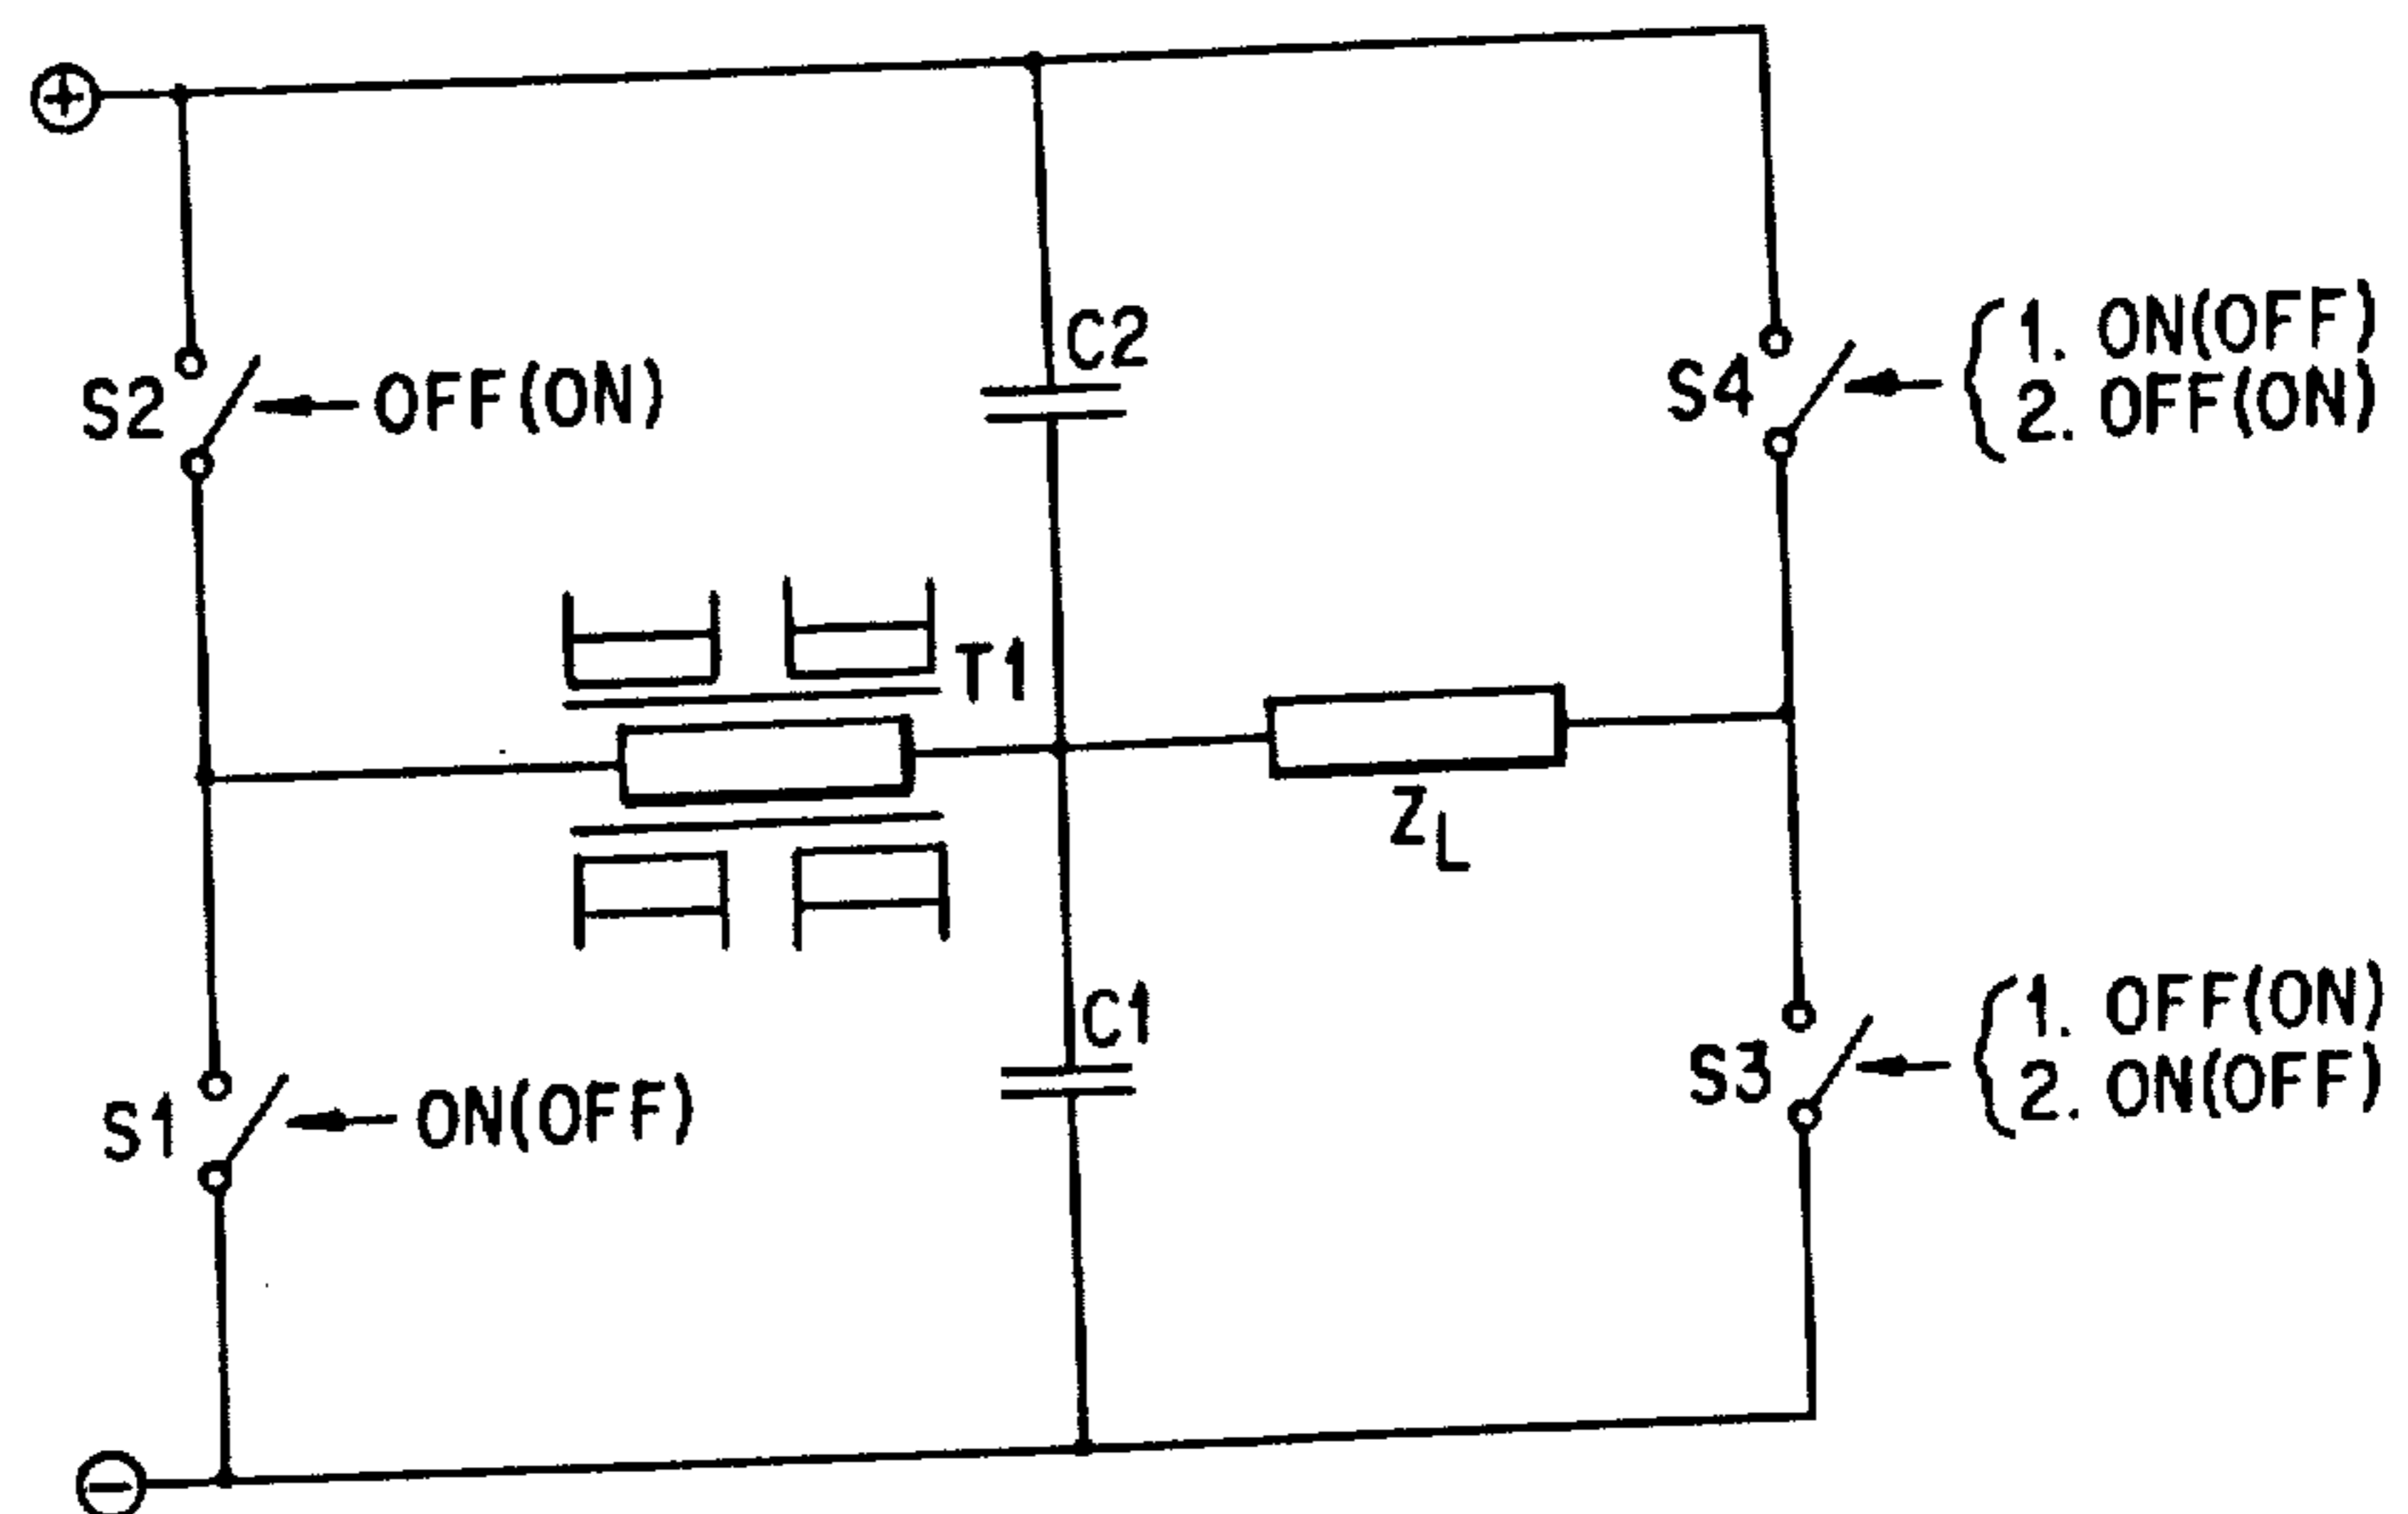 +
C2
S2
OFF(ON)
S4
1. ON(OFF)
2. OFF(ON)
T1
ZL
C1
S1
ON(OFF)
S3
1. OFF(ON)
2. ON(OFF)
−